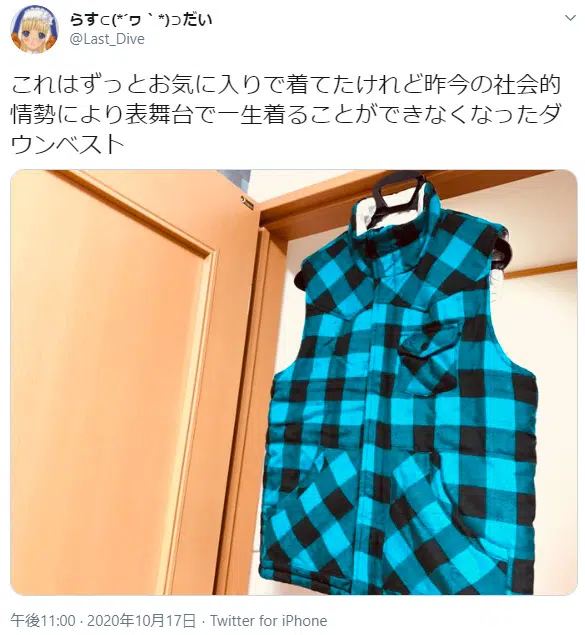 らす⊂(*´ワ｀*)⊃だい
@Last_Dive
これはずっとお気に入りで着てたけれど昨今の社会的
情勢により表舞台で一生着ることができなくなったダ
ウンベスト
午後11:00 · 2020年10月17日 · Twitter for iPhone